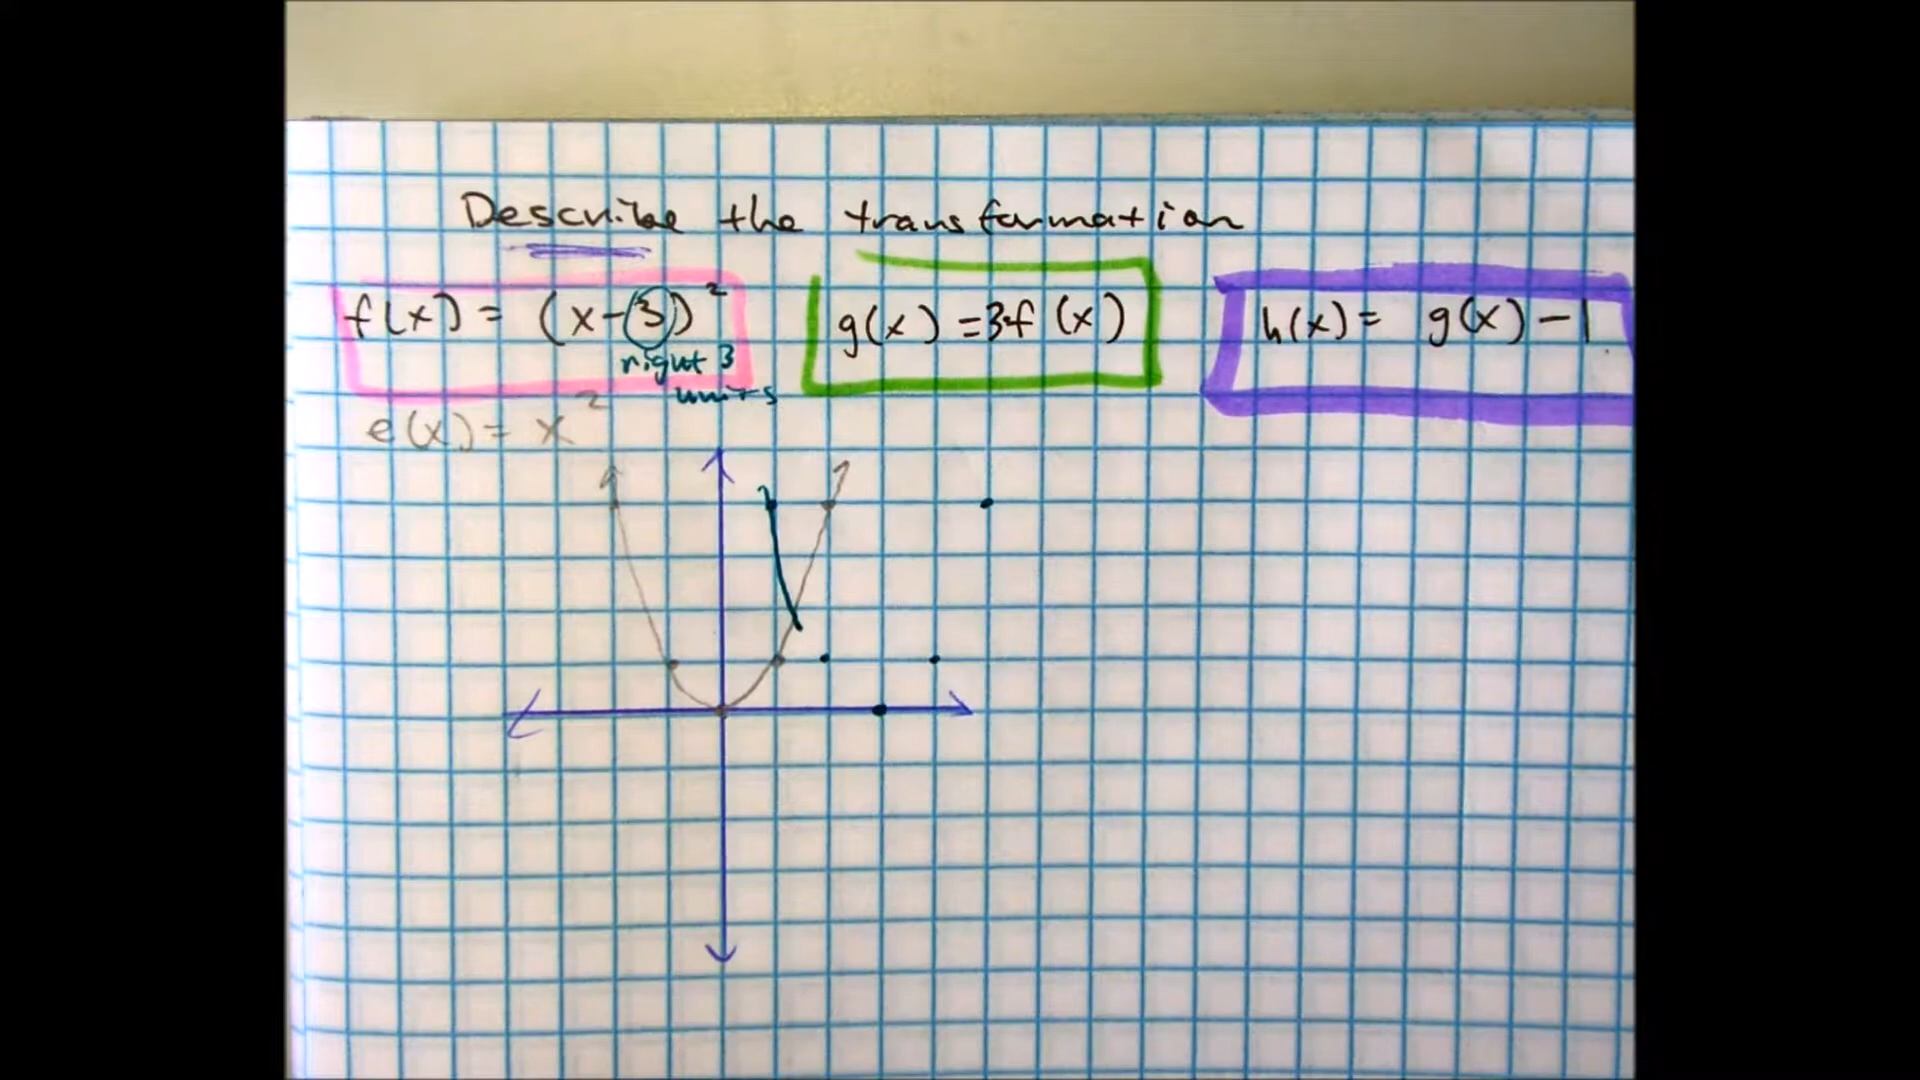 Describe the transformation
f(x) = (x-3)²
right 3
units
g(x) = 3f(x)
h(x) = g(x) - 1
e(x) = x²